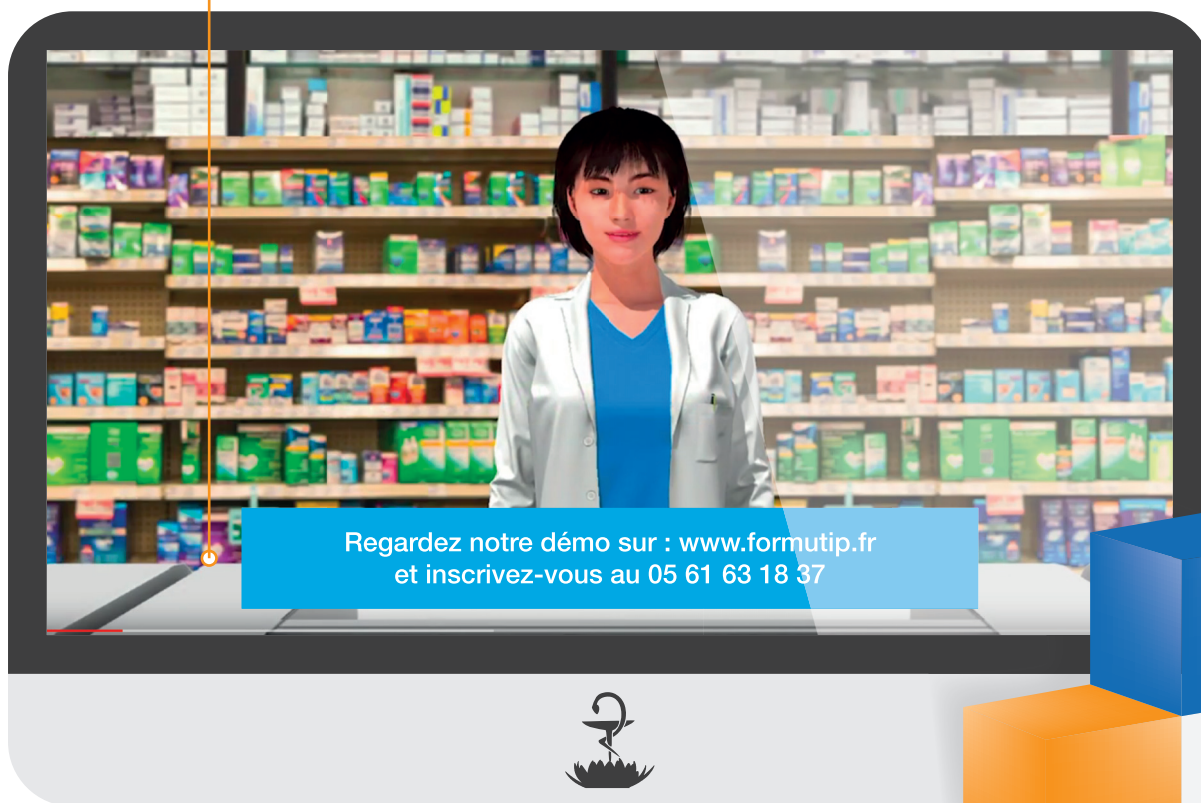 Regardez notre démo sur : www.formutip.fr
et inscrivez-vous au 05 61 63 18 37